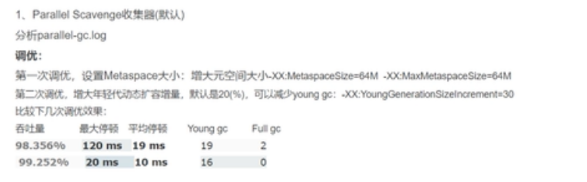 1、Parallel Scavenge收集器(默认)
分析parallel-gc.log
调优：
第一次调优，设置Metaspace大小：增大元空间大小-XX:MetaspaceSize=64M -XX:MaxMetaspaceSize=64M
第二次调优，增大年轻代动态扩容增量，默认是20(%)，可以减少young gc：-XX:YoungGenerationSizeIncrement=30
比较下几次调优效果：
吞吐量 最大停顿 平均停顿 Young gc Full gc
98.356% 120 ms 19 ms 19 2
99.252% 20 ms 10 ms 16 0